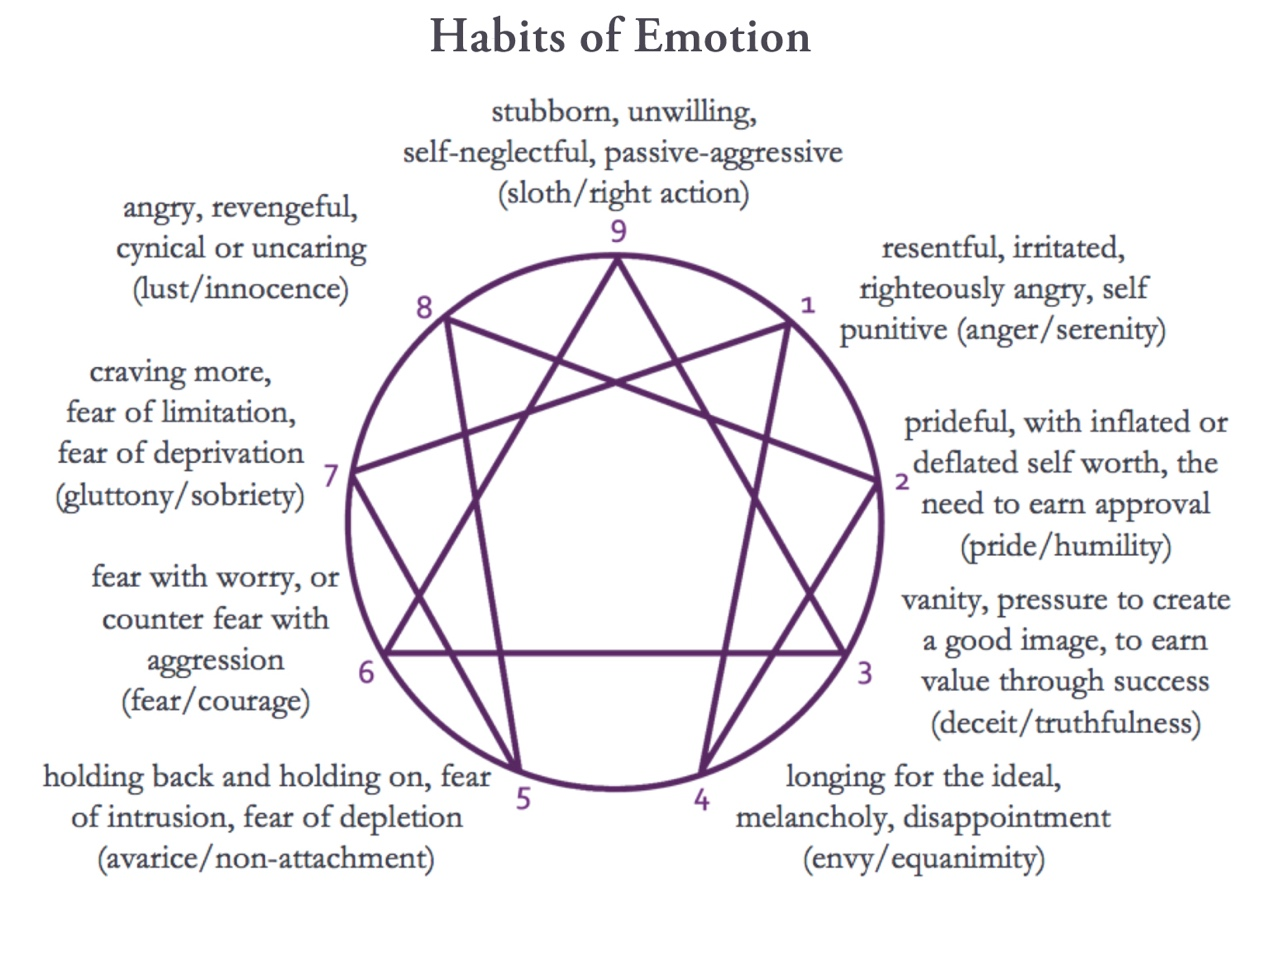 Habits of Emotion
stubborn, unwilling,
self-neglectful, passive-aggressive
(sloth/right action)
9
angry, revengeful,
cynical or uncaring
(lust/innocence)
8
resentful, irritated,
righteously angry, self
punitive (anger/serenity)
1
craving more,
fear of limitation,
fear of deprivation
(gluttony/sobriety)
7
prideful, with inflated or
deflated self worth, the
need to earn approval
(pride/humility)
2
fear with worry, or
counter fear with
aggression
(fear/courage)
6
vanity, pressure to create
a good image, to earn
value through success
(deceit/truthfulness)
3
holding back and holding on, fear
of intrusion, fear of depletion
(avarice/non-attachment)
5
longing for the ideal,
melancholy, disappointment
(envy/equanimity)
4